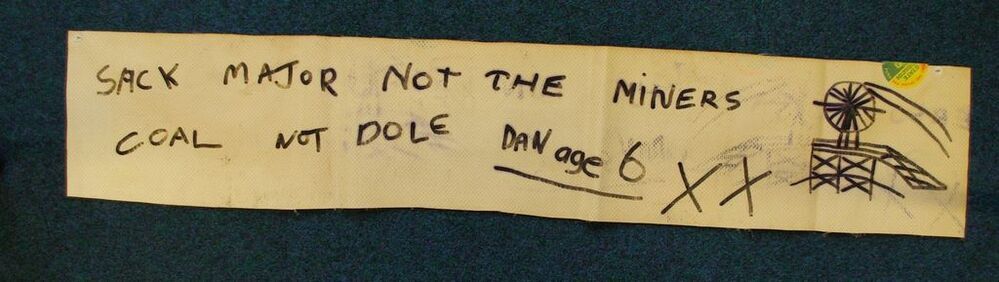 SACK MAJOR NOT THE MINERS
COAL NOT DOLE DAN age 6 XX